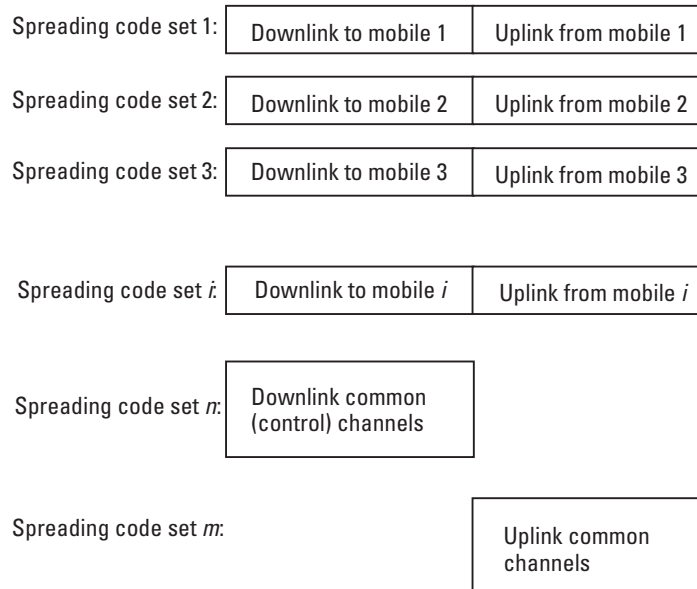 Spreading code set 1: Downlink to mobile 1 Uplink from mobile 1
Spreading code set 2: Downlink to mobile 2 Uplink from mobile 2
Spreading code set 3: Downlink to mobile 3 Uplink from mobile 3
Spreading code set i: Downlink to mobile i Uplink from mobile i
Spreading code set n: Downlink common
(control) channels
Spreading code set m: Uplink common
channels